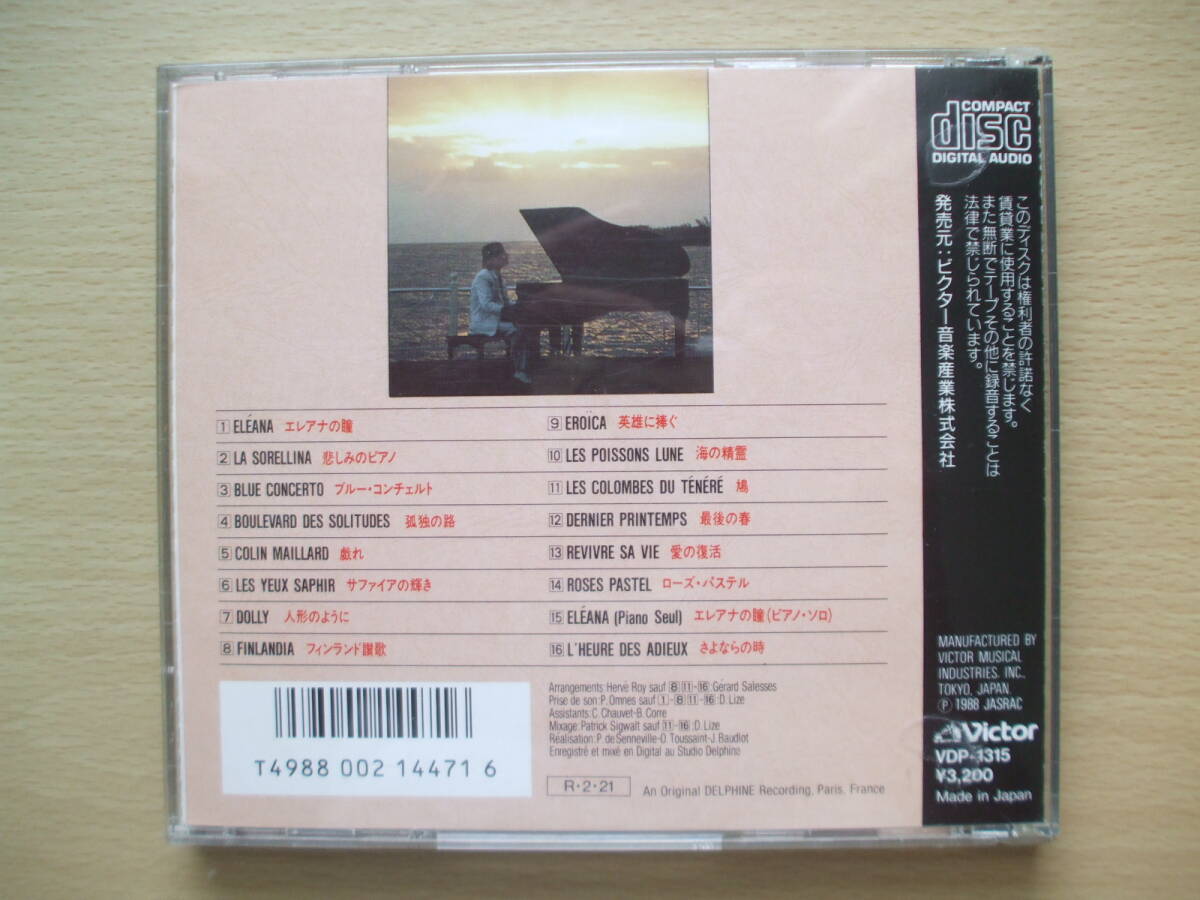 1 ELÉANA エレアナの瞳
2 LA SORELLINA 悲しみのピアノ
3 BLUE CONCERTO ブルー・コンチェルト
4 BOULEVARD DES SOLITUDES 孤独の路
5 COLIN MAILLARD 戯れ
6 LES YEUX SAPHIR サファイアの輝き
7 DOLLY 人形のように
8 FINLANDIA フィンランド讃歌
9 EROÏCA 英雄に捧ぐ
10 LES POISSONS LUNE 海の精霊
11 LES COLOMBES DU TÉNÉRÉ 鳩
12 DERNIER PRINTEMPS 最後の春
13 REVIVRE SA VIE 愛の復活
14 ROSES PASTEL ローズ・パステル
15 ELÉANA (Piano Seul) エレアナの瞳(ピアノ・ソロ)
16 L'HEURE DES ADIEUX さよならの時
Arrangements:Hervé Roy sauf 8-11-16:Gérard Salesses
Prise de son:P.Omnes sauf 1-8-11-16:D.Lize
Assistants:C.Chauvet-B.Corre
Mixage:Patrick Sigwalt sauf 11-16:D.Lize
Réalisation:P.de Senneville-O.Toussaint-J.Baudlot
Enregistré et mixé en Digital au Studio Delphine
T4988 002 14471 6
R・2・21
An Original DELPHINE Recording, Paris, France
COMPACT
disc
DIGITAL AUDIO
このディスクは権利者の許諾なく
賃貸業に使用することを禁じます。
また無断でテープその他に録音することは
法律で禁じられています。
発売元:ビクター音楽産業株式会社
MANUFACTURED BY
VICTOR MUSICAL
INDUSTRIES, INC.,
TOKYO, JAPAN.
Ⓟ 1988 JASRAC
Victor
VDP-1315
¥3,200
Made in Japan